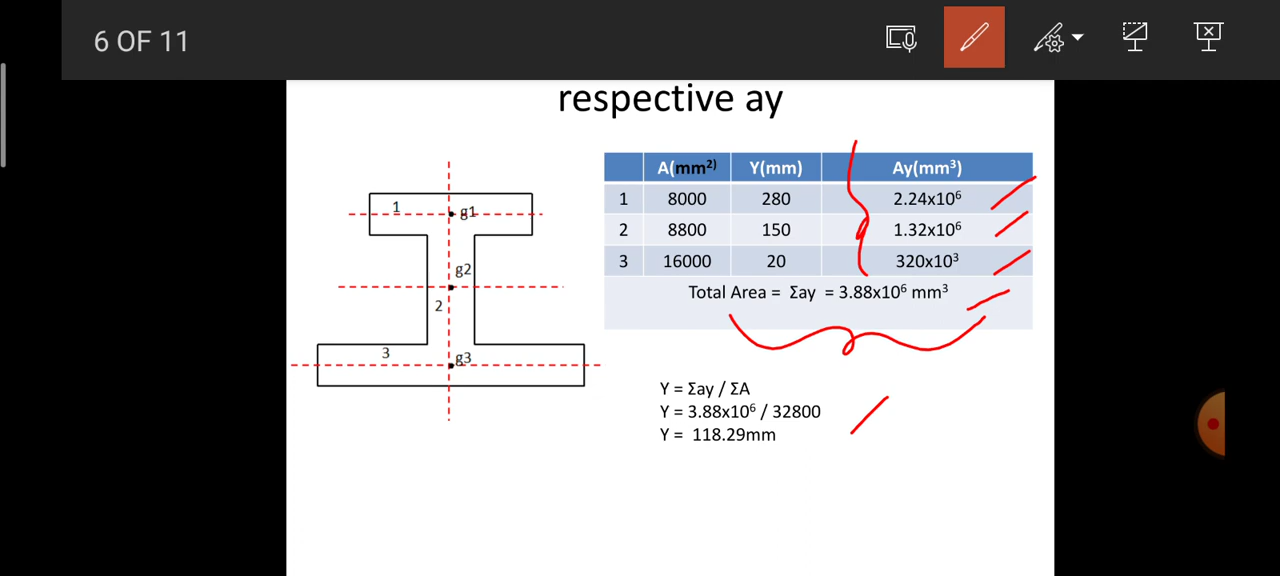 6 OF 11
respective ay
A(mm²) Y(mm) Ay(mm³)
1 8000 280 2.24x10⁶
2 8800 150 1.32x10⁶
3 16000 20 320x10³
Total Area = Σay = 3.88x10⁶ mm³
1
g1
g2
2
3
g3
Y = Σay / ΣA
Y = 3.88x10⁶ / 32800
Y = 118.29mm